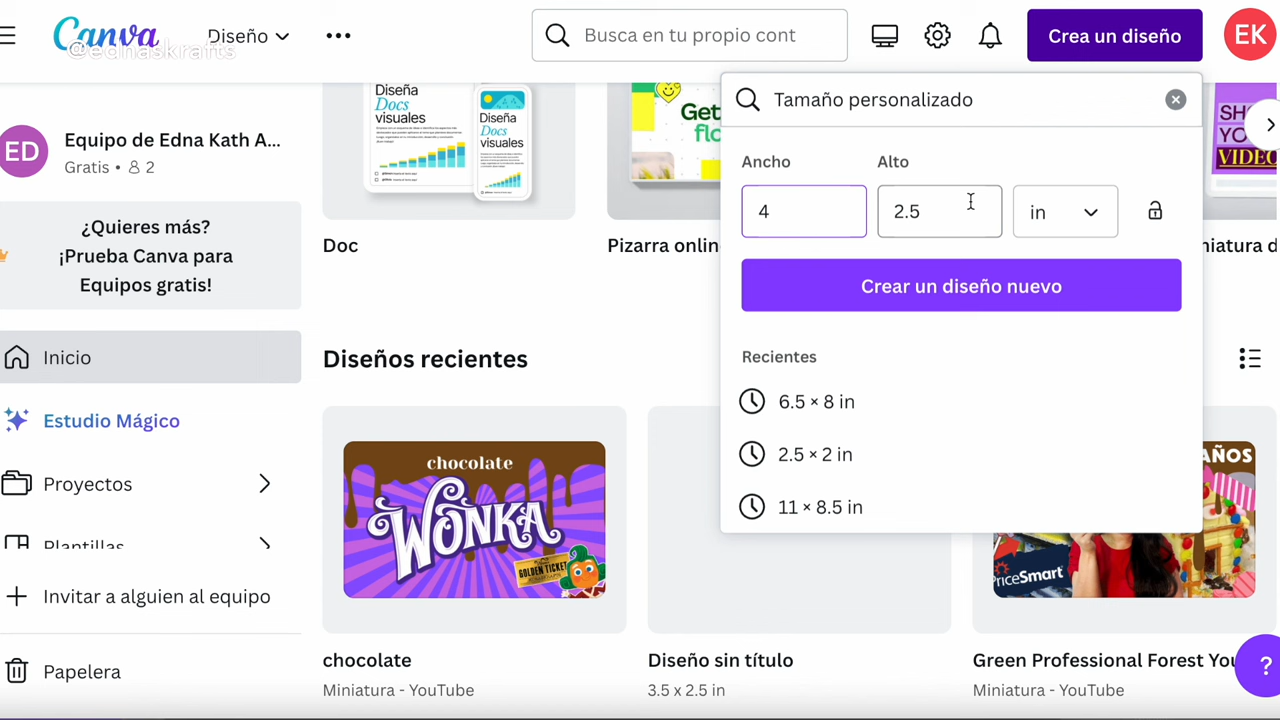 Canva
@ednaskrafts
Diseño
Busca en tu propio cont
Crea un diseño
EK
ED
Equipo de Edna Kath A...
Gratis • 2
¿Quieres más?
¡Prueba Canva para
Equipos gratis!
Inicio
Estudio Mágico
Proyectos
Plantillas
Invitar a alguien al equipo
Papelera
Diseña
Docs
visuales
Diseña
Docs
visuales
Doc
Get
flo
Pizarra onlin
SH
YO
VIDEO
niatura d
Tamaño personalizado
Ancho
Alto
4
2.5
in
Crear un diseño nuevo
Recientes
6.5 × 8 in
2.5 × 2 in
11 × 8.5 in
Diseños recientes
chocolate
WONKA
GOLDEN TICKET
chocolate
Miniatura - YouTube
Diseño sin título
3.5 x 2.5 in
AÑOS
PriceSmart
Green Professional Forest You
Miniatura - YouTube
?